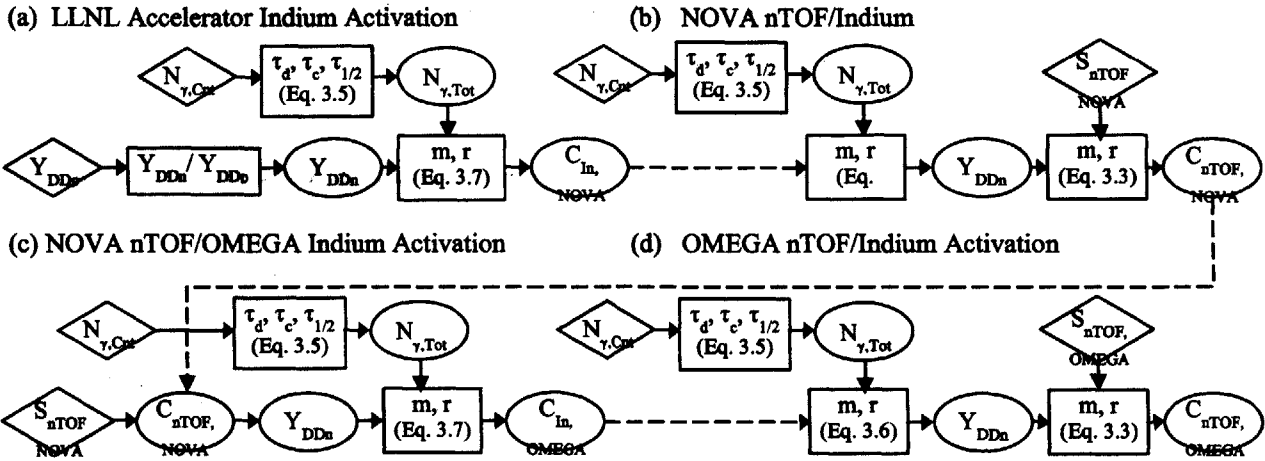 (a) LLNL Accelerator Indium Activation
(b) NOVA nTOF/Indium
N γ,Cnt
τd, τc, τ1/2
(Eq. 3.5)
N γ,Tot
N γ,Cnt
τd, τc, τ1/2
(Eq. 3.5)
N γ,Tot
S nTOF
NOVA
Y DDp
Y DDn / Y DDp
Y DDn
m, r
(Eq. 3.7)
C In,
NOVA
m, r
(Eq.
Y DDn
m, r
(Eq. 3.3)
C nTOF,
NOVA
(c) NOVA nTOF/OMEGA Indium Activation
(d) OMEGA nTOF/Indium Activation
N γ,Cnt
τd, τc, τ1/2
(Eq. 3.5)
N γ,Tot
N γ,Cnt
τd, τc, τ1/2
(Eq. 3.5)
N γ,Tot
S nTOF,
OMEGA
S nTOF
NOVA
C nTOF,
NOVA
Y DDn
m, r
(Eq. 3.7)
C In,
OMEGA
m, r
(Eq. 3.6)
Y DDn
m, r
(Eq. 3.3)
C nTOF,
OMEGA